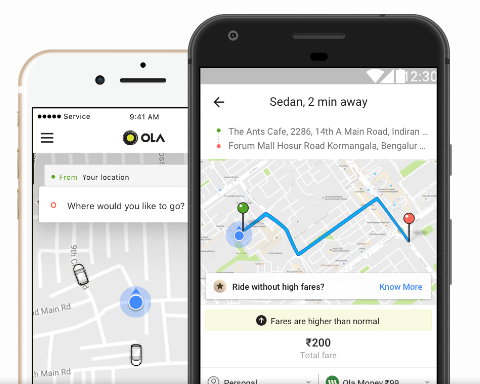 ●●●●● Service
9:41 AM
OLA
From Your location
Where would you like to go?
9th C
d Main Rd
Main Rd
12:30
Sedan, 2 min away
The Ants Cafe, 2286, 14th A Main Road, Indiran ...
Forum Mall Hosur Road Kormangala, Bengalur ...
Ride without high fares?
Know More
Fares are higher than normal
₹200
Total fare
Personal
Ola Money ₹99